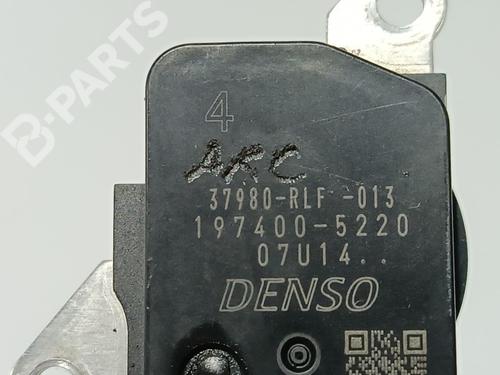 B-PARTS
4
ARC
37980-RLF -013
197400-5220
07U14..
DENSO